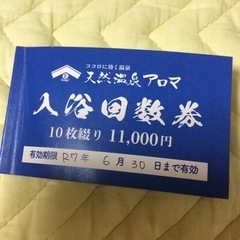 ココロに効く温泉
天然温泉アロマ
入浴回数券
10枚綴り 11,000円
有効期限 R7年 6月 30日まで有効